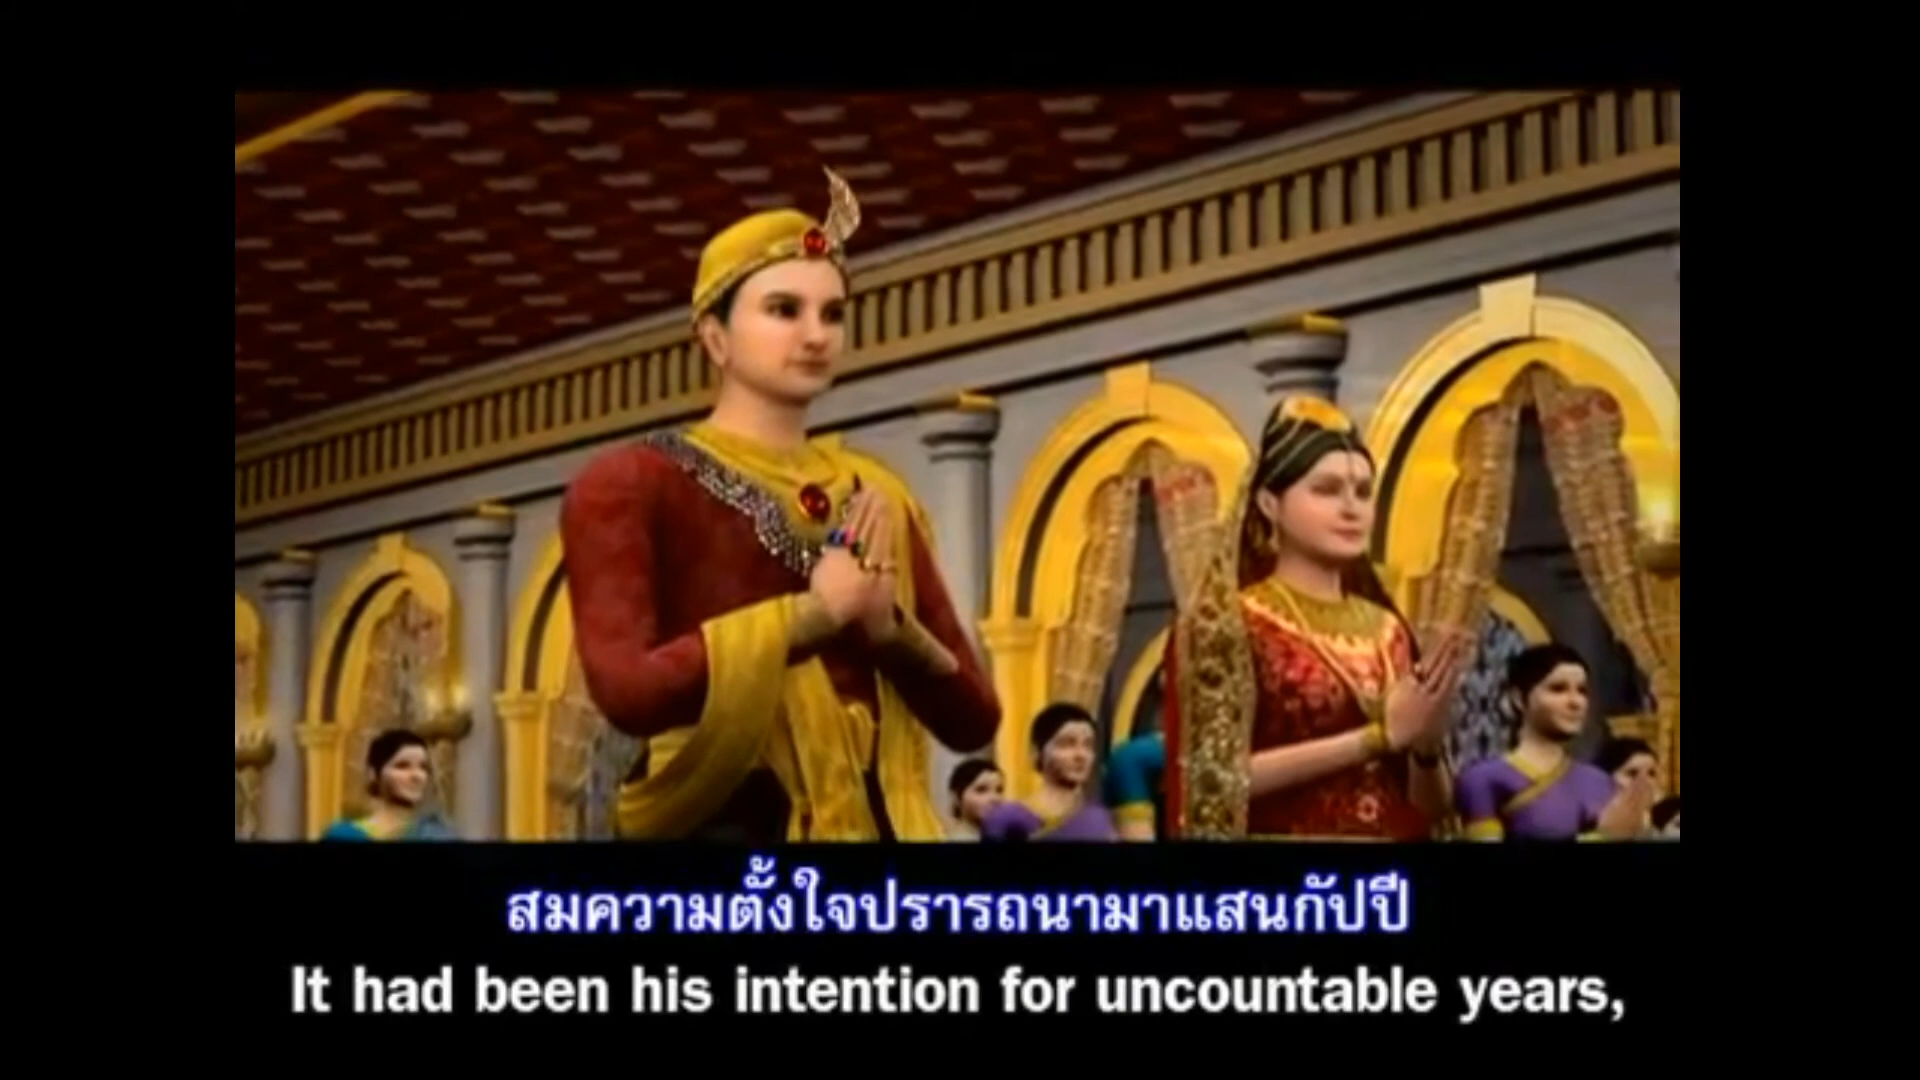 สมความตั้งใจปรารถนามาแสนกัปปี
It had been his intention for uncountable years,